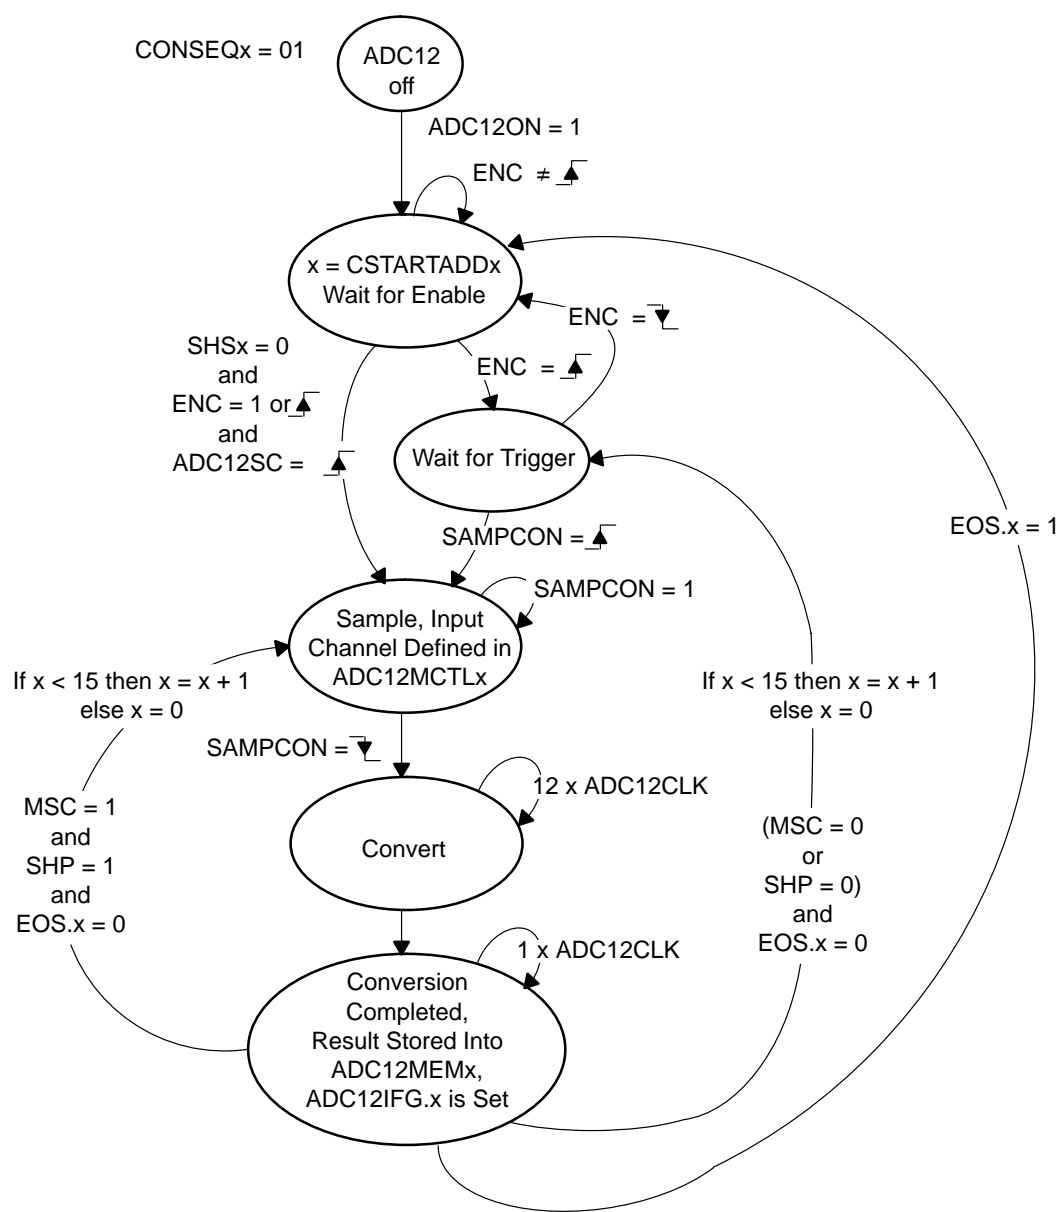 CONSEQx = 01
ADC12
off
ADC12ON = 1
ENC ≠
x = CSTARTADDx
Wait for Enable
ENC =
SHSx = 0
and
ENC = 1 or
and
ADC12SC =
ENC =
Wait for Trigger
SAMPCON =
EOS.x = 1
SAMPCON = 1
Sample, Input
Channel Defined in
ADC12MCTLx
If x < 15 then x = x + 1
else x = 0
If x < 15 then x = x + 1
else x = 0
SAMPCON =
12 x ADC12CLK
MSC = 1
and
SHP = 1
and
EOS.x = 0
Convert
(MSC = 0
or
SHP = 0)
and
EOS.x = 0
1 x ADC12CLK
Conversion
Completed,
Result Stored Into
ADC12MEMx,
ADC12IFG.x is Set